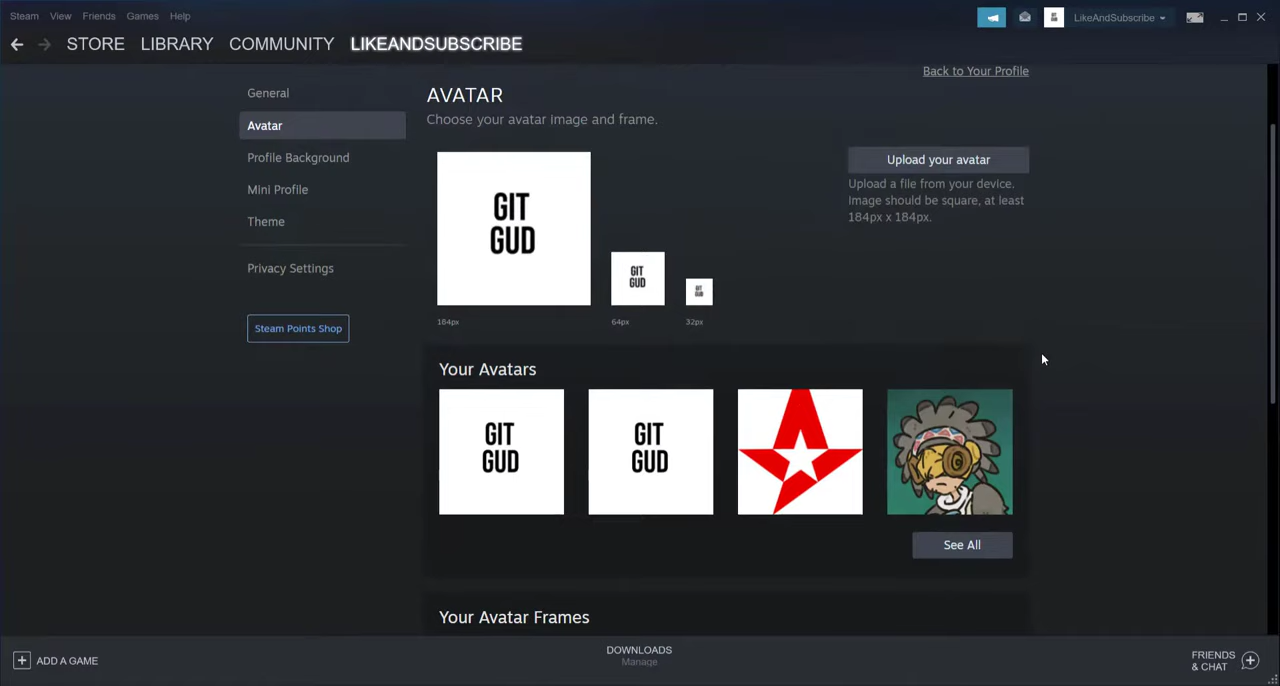 Steam View Friends Games Help
LikeAndSubscribe
STORE LIBRARY COMMUNITY LIKEANDSUBSCRIBE
Back to Your Profile
General
Avatar
Profile Background
Mini Profile
Theme
Privacy Settings
Steam Points Shop
AVATAR
Choose your avatar image and frame.
Upload your avatar
Upload a file from your device.
Image should be square, at least
184px x 184px.
GIT
GUD
GIT
GUD
GIT
GUD
184px
64px
32px
Your Avatars
GIT
GUD
GIT
GUD
See All
Your Avatar Frames
ADD A GAME
DOWNLOADS
Manage
FRIENDS
& CHAT